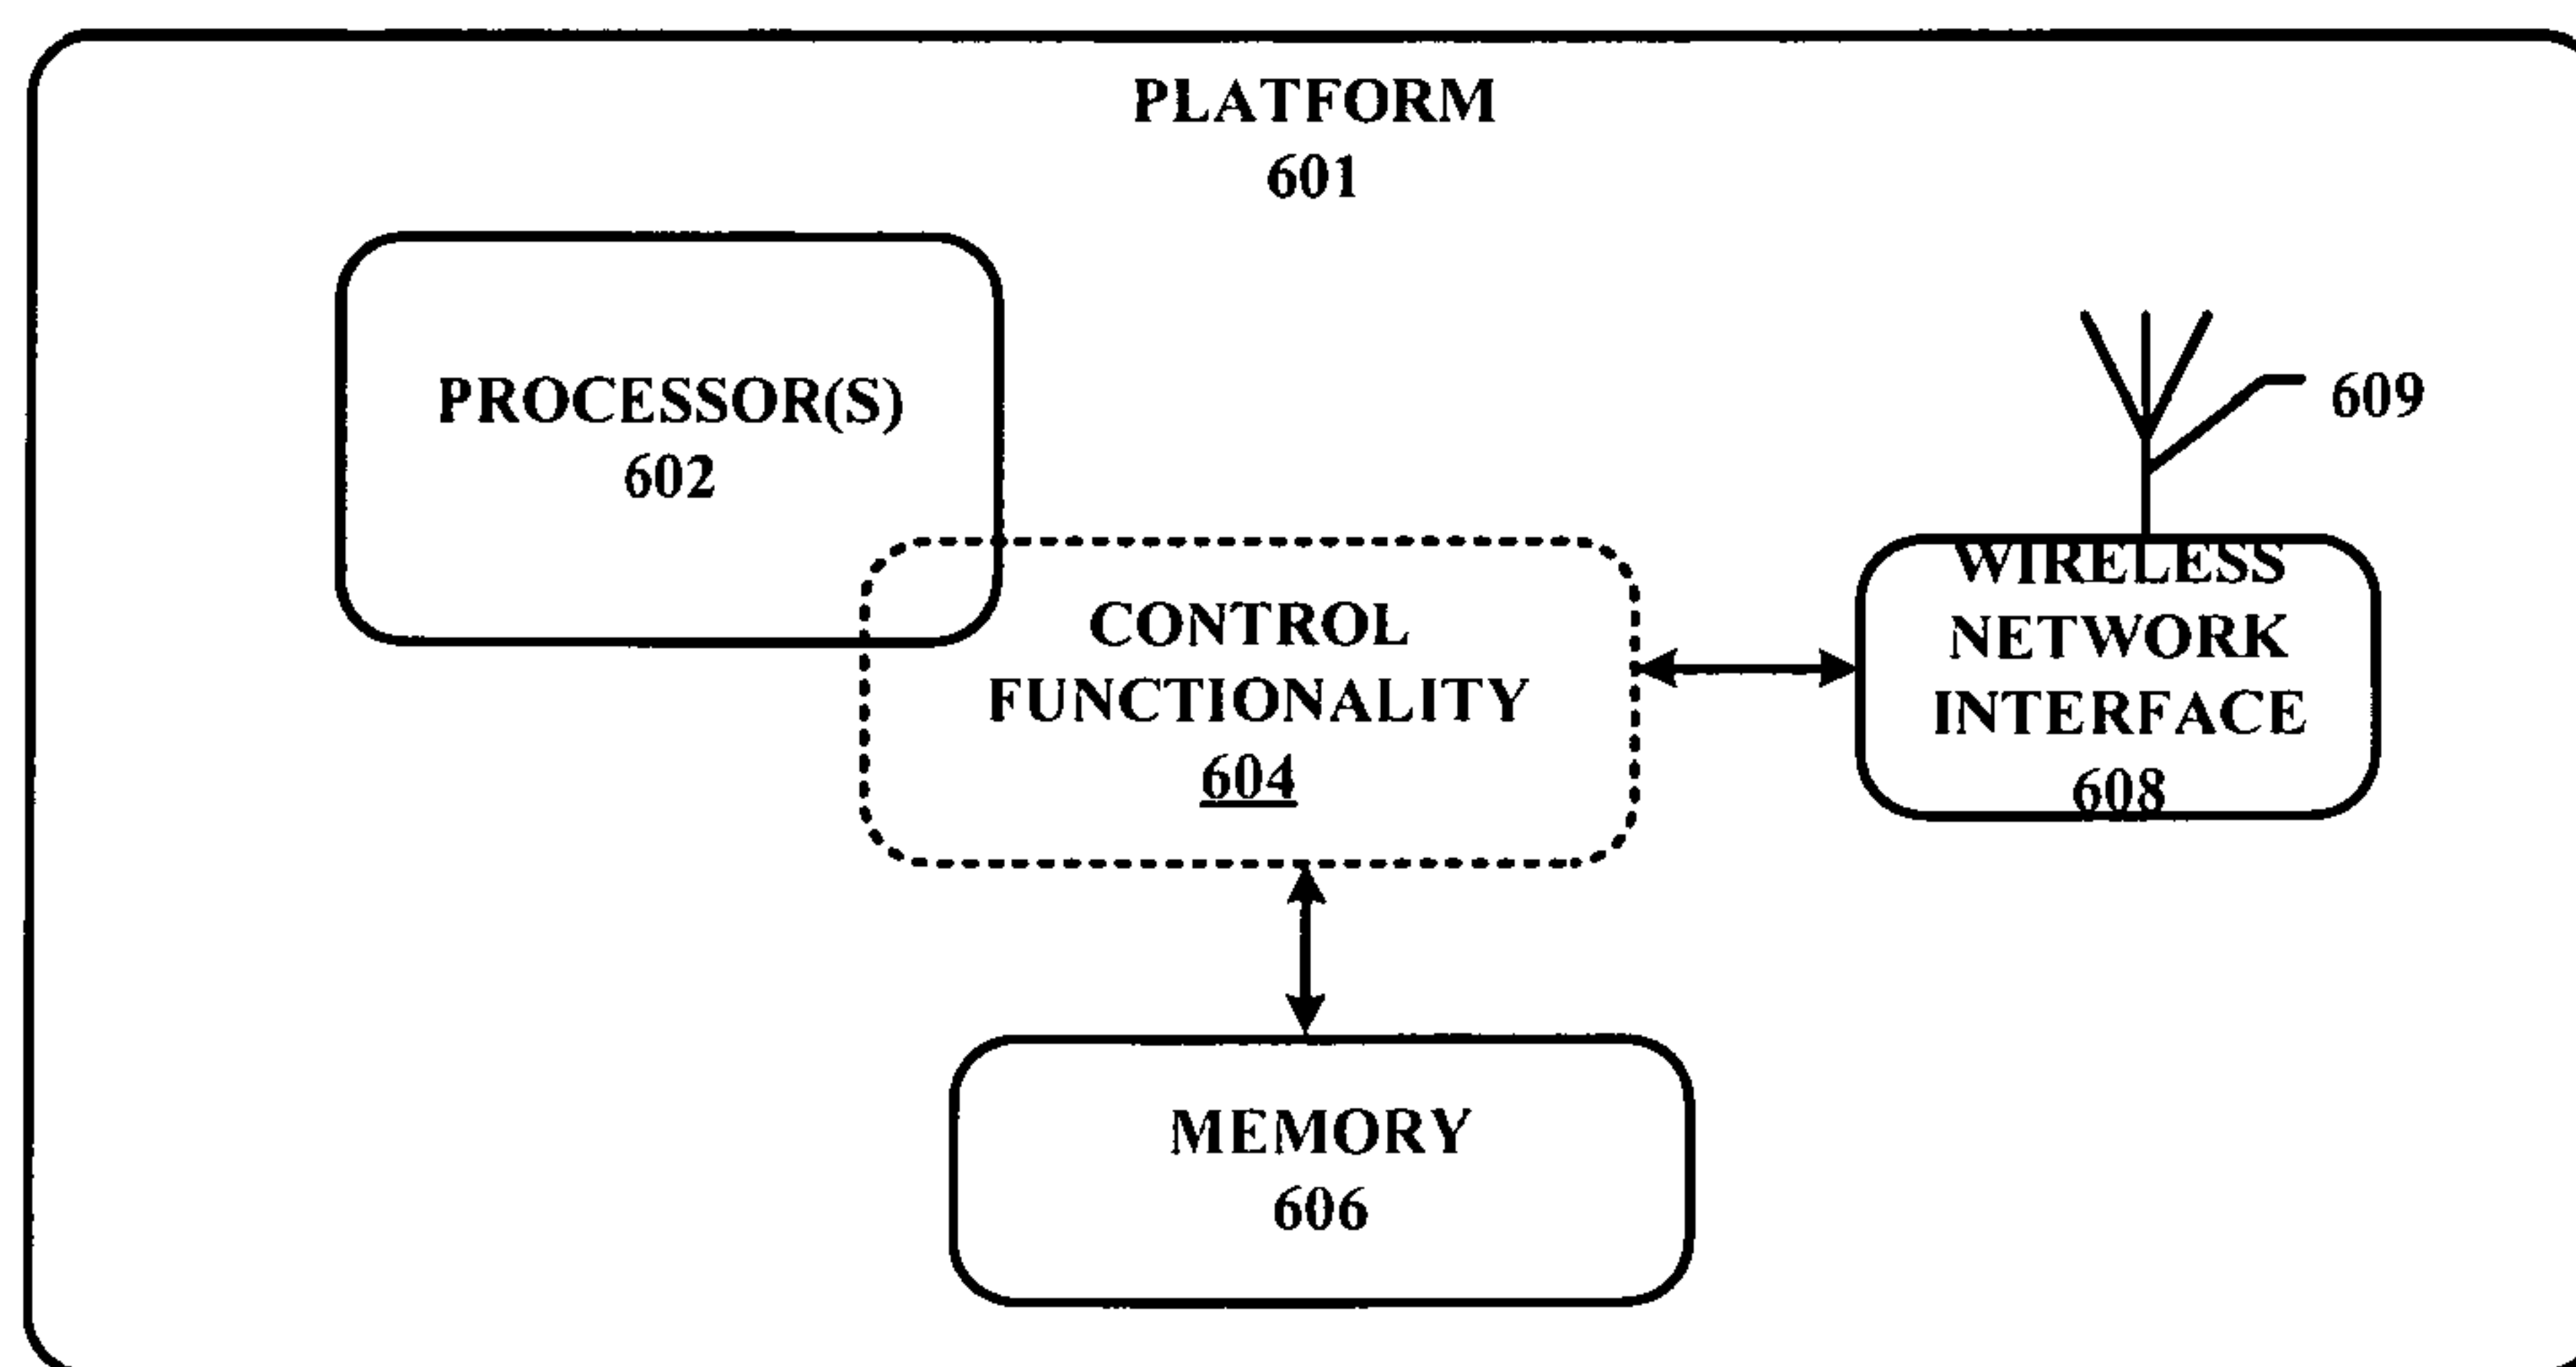 PLATFORM
601
PROCESSOR(S)
602
609
CONTROL
FUNCTIONALITY
604
WIRELESS
NETWORK
INTERFACE
608
MEMORY
606